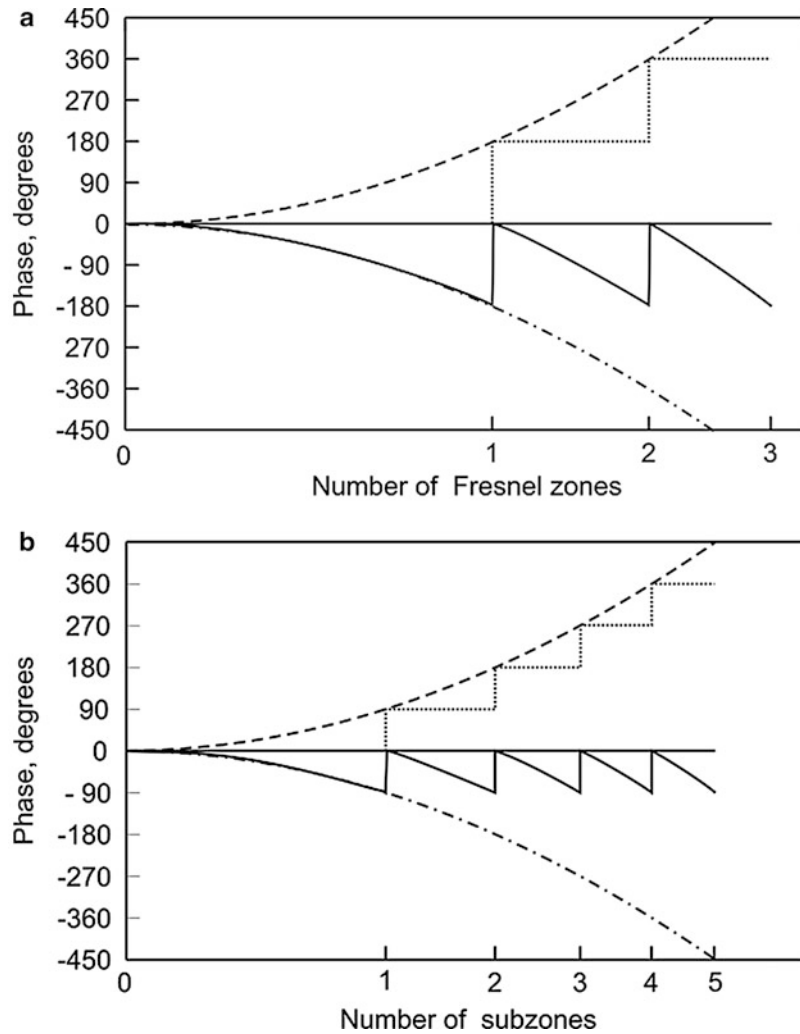 a
Phase, degrees
450
360
270
180
90
0
- 90
-180
270
-360
-450
0 1 2 3
Number of Fresnel zones
b
Phase, degrees
450
360
270
180
90
0
- 90
-180
-270
-360
-450
0 1 2 3 4 5
Number of subzones